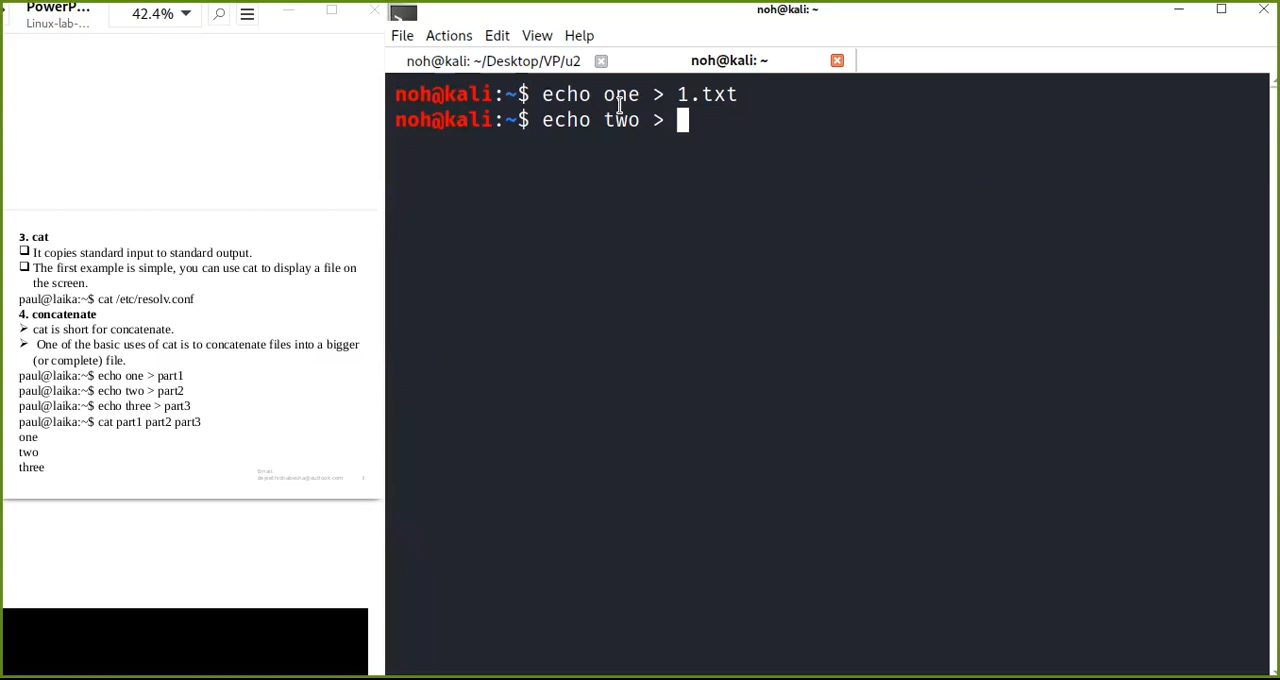 PowerP...
Linux-lab-...
42.4%
3. cat
❑ It copies standard input to standard output.
❑ The first example is simple, you can use cat to display a file on
the screen.
paul@laika:~$ cat /etc/resolv.conf
4. concatenate
➢ cat is short for concatenate.
➢ One of the basic uses of cat is to concatenate files into a bigger
(or complete) file.
paul@laika:~$ echo one > part1
paul@laika:~$ echo two > part2
paul@laika:~$ echo three > part3
paul@laika:~$ cat part1 part2 part3
one
two
three
noh@kali: ~
File Actions Edit View Help
noh@kali: ~/Desktop/VP/u2
noh@kali: ~
noh@kali:~$ echo one > 1.txt
noh@kali:~$ echo two >